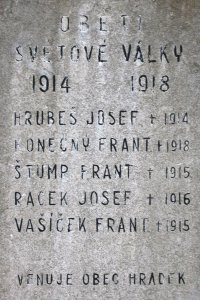 OBĚTI
SVĚTOVÉ VÁLKY
1914 1918
HRUBEŠ JOSEF † 1914
KONEČNÝ FRANT † 1918
ŠTUMP FRANT † 1915
RAČEK JOSEF † 1916
VAŠÍČEK FRANT † 1915
VĚNUJE OBEC HRÁDEK